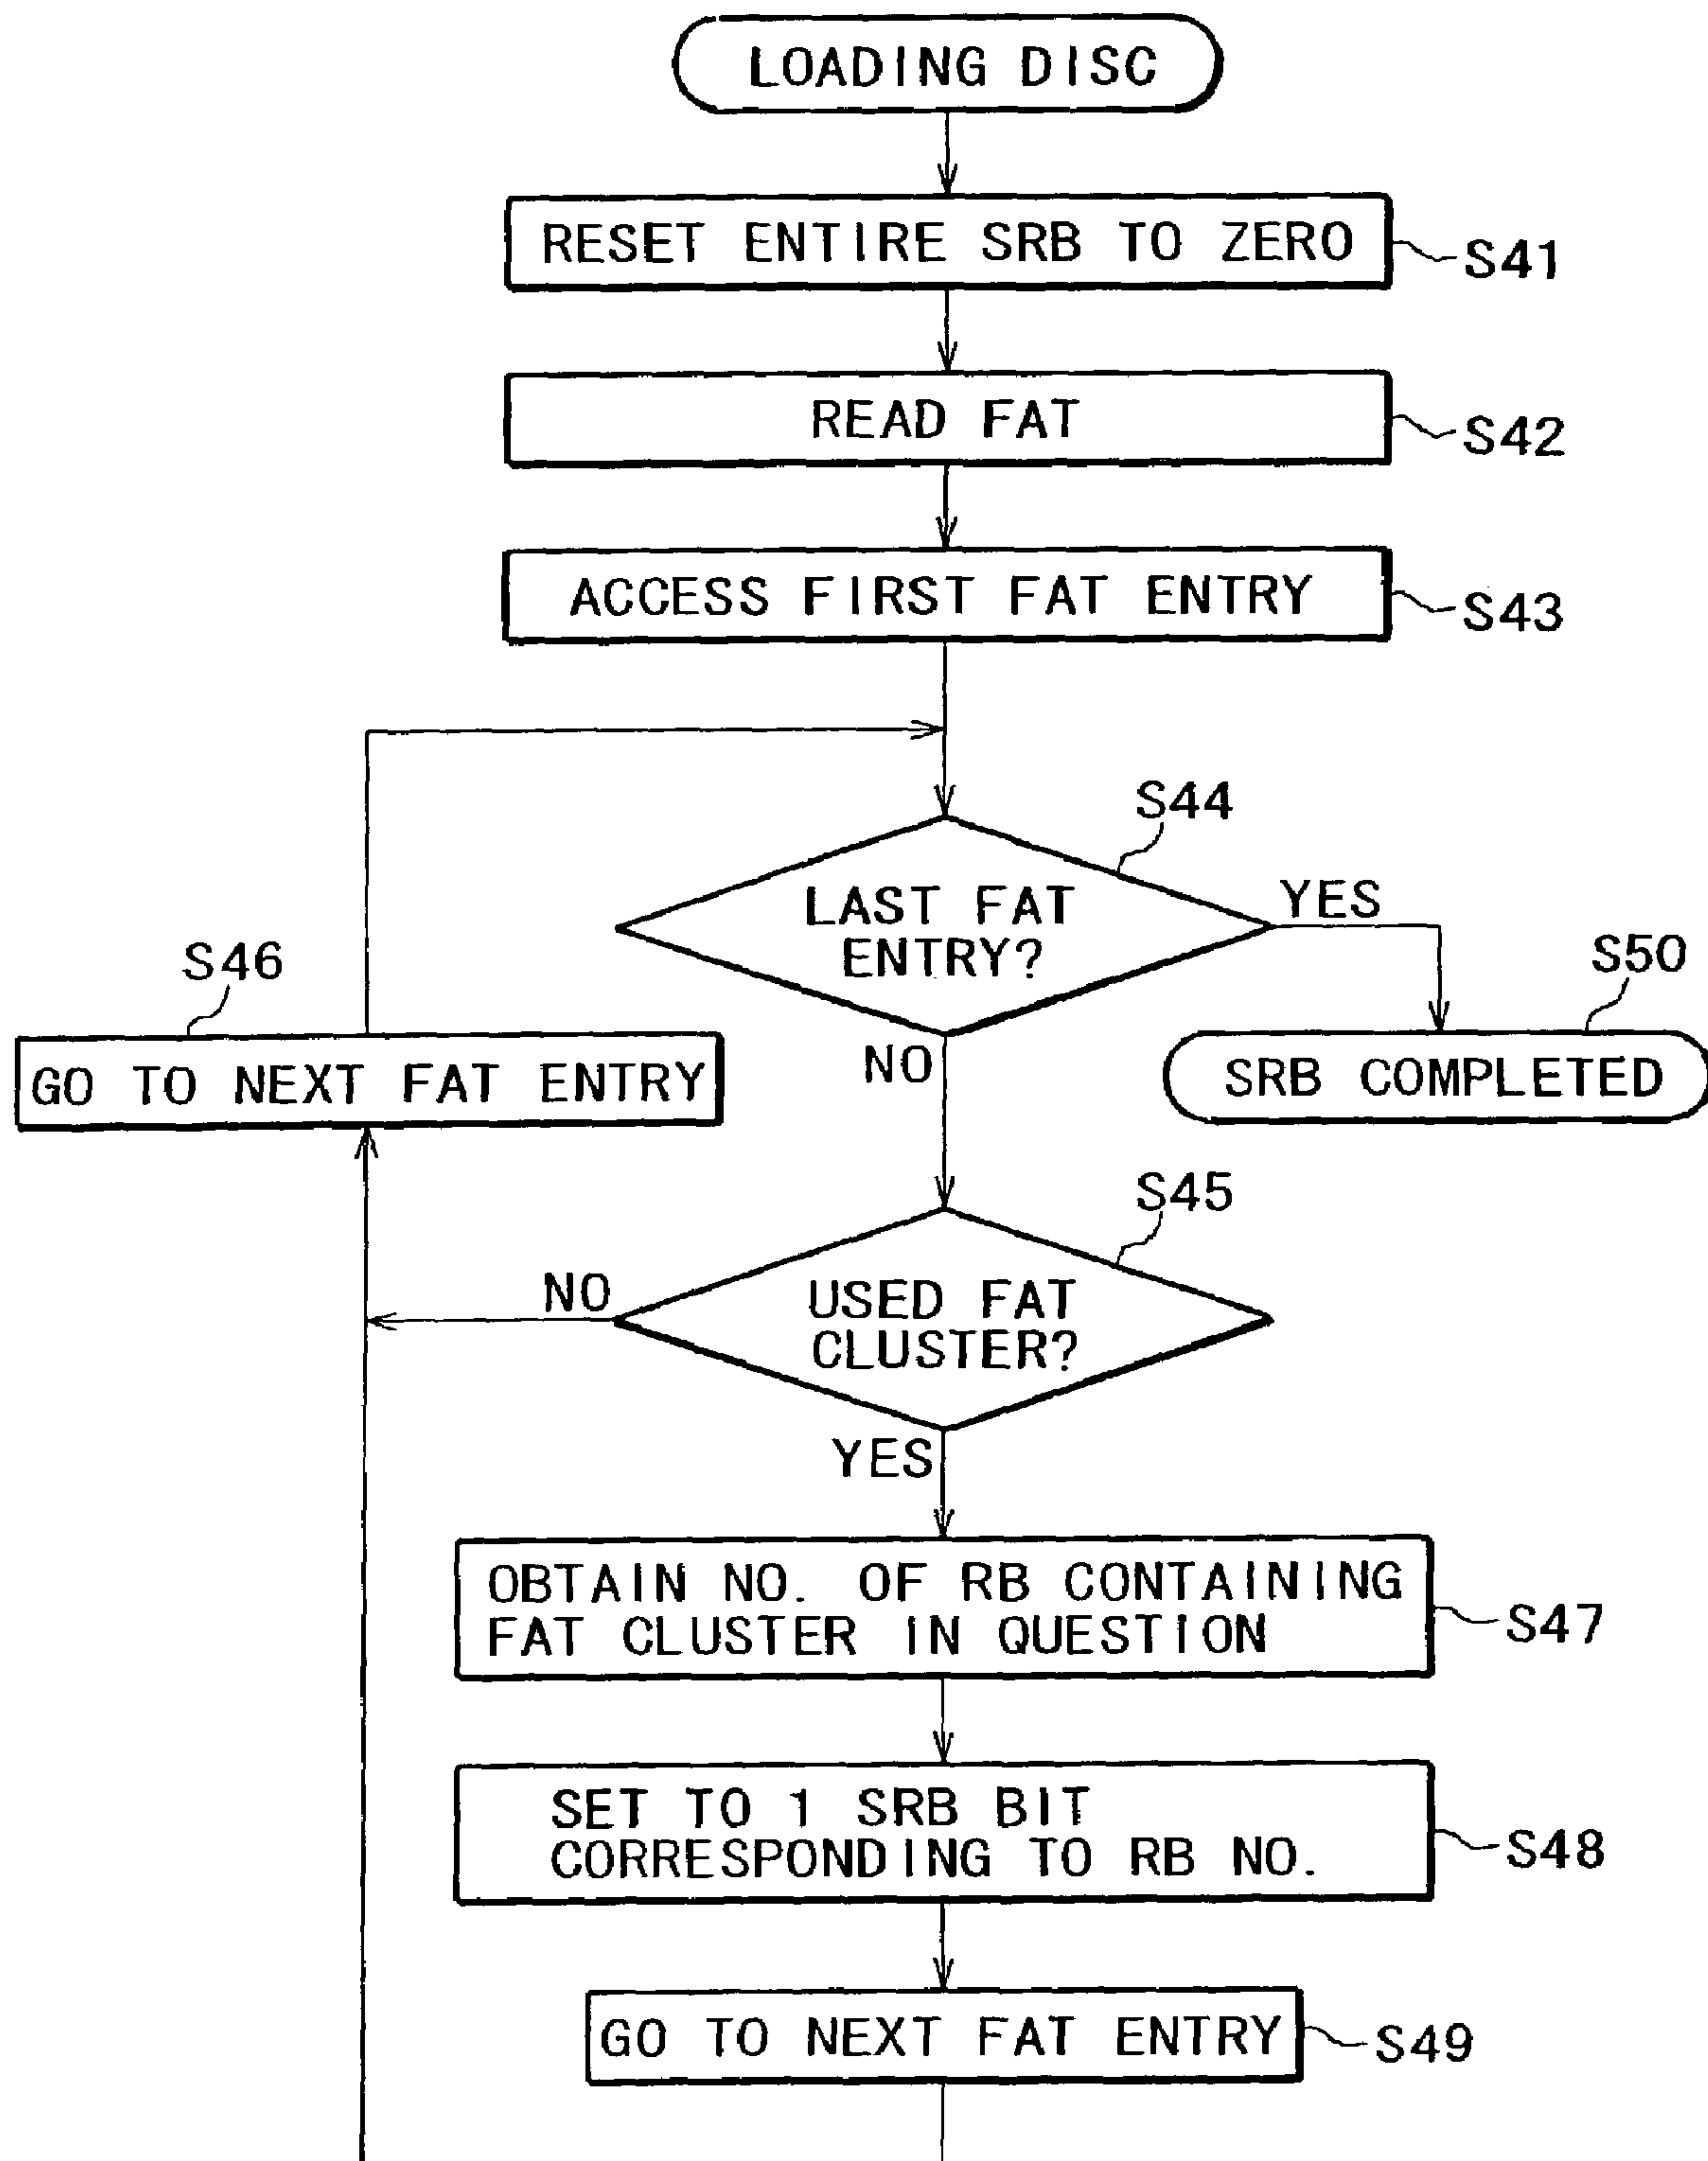 LOADING DISC
RESET ENTIRE SRB TO ZERO
S41
READ FAT
S42
ACCESS FIRST FAT ENTRY
S43
S44
LAST FAT
ENTRY?
YES
S46
S50
GO TO NEXT FAT ENTRY
NO
SRB COMPLETED
S45
NO
USED FAT
CLUSTER?
YES
OBTAIN NO. OF RB CONTAINING
FAT CLUSTER IN QUESTION
S47
SET TO 1 SRB BIT
CORRESPONDING TO RB NO.
S48
GO TO NEXT FAT ENTRY
S49